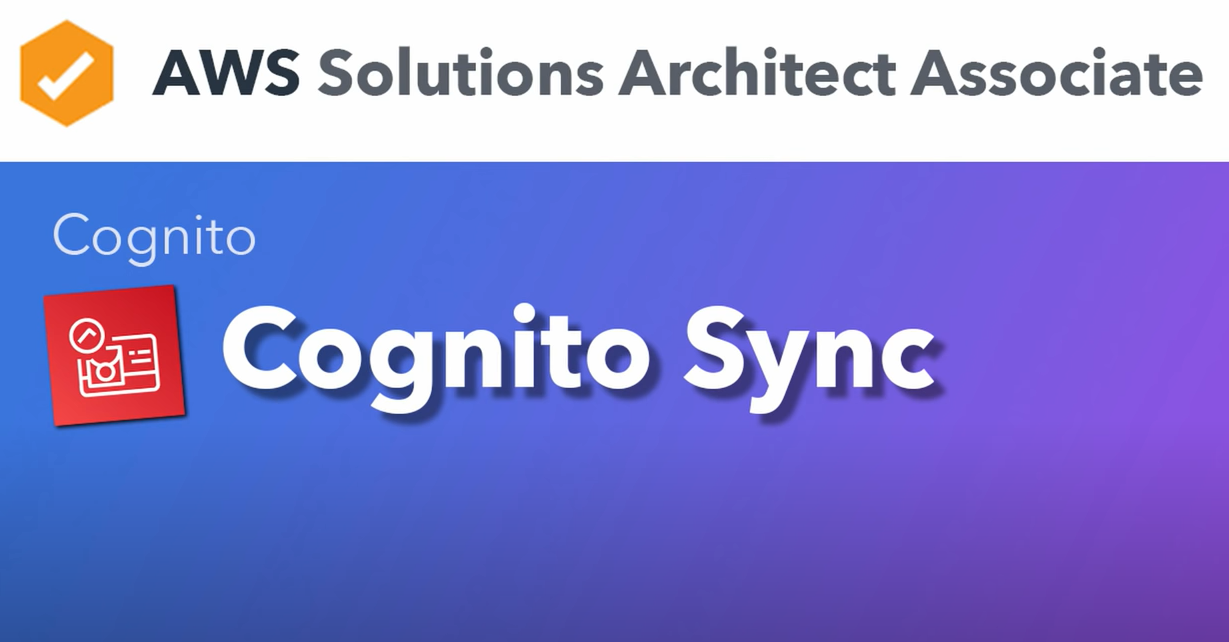 AWS Solutions Architect Associate
Cognito
Cognito Sync